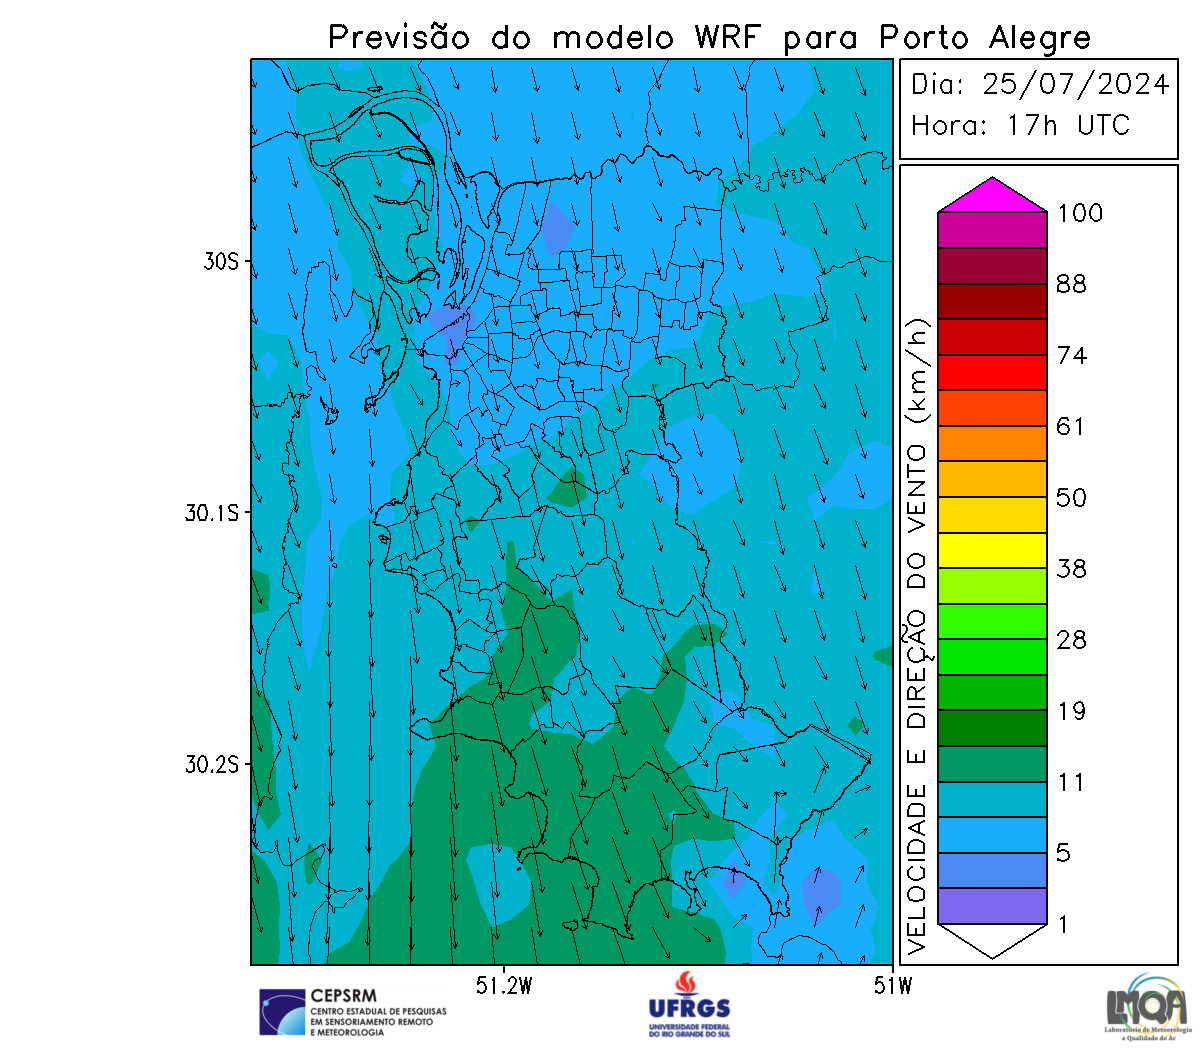 Previsão do modelo WRF para Porto Alegre
Dia: 25/07/2024
Hora: 17h UTC
30S
30.1S
30.2S
51.2W
51W
VELOCIDADE E DIREÇÃO DO VENTO (km/h)
100
88
74
61
50
38
28
19
11
5
1
CEPSRM
CENTRO ESTADUAL DE PESQUISAS
EM SENSORIAMENTO REMOTO
E METEOROLOGIA
UFRGS
UNIVERSIDADE FEDERAL
DO RIO GRANDE DO SUL
LMQA
Laboratório de Meteorologia
e Qualidade do Ar